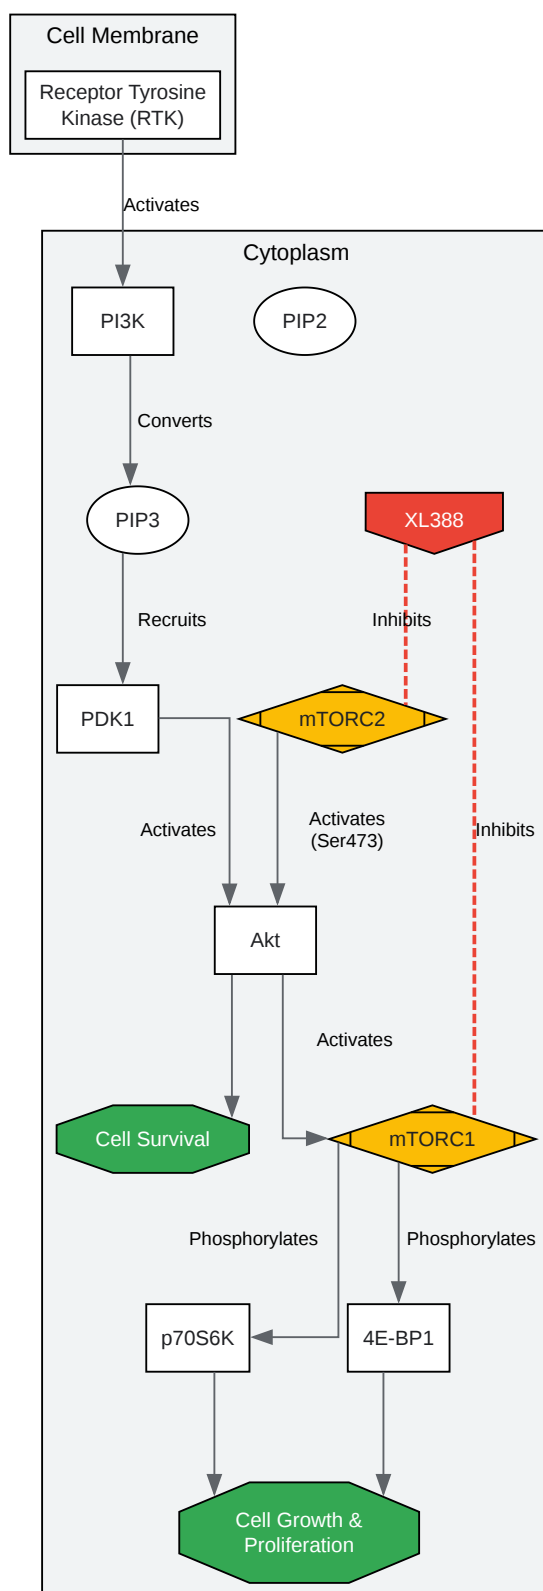 Cell Membrane
Receptor Tyrosine
Kinase (RTK)
Activates
Cytoplasm
PI3K
PIP2
Converts
PIP3
XL388
Recruits
Inhibits
PDK1
mTORC2
Activates
Activates
(Ser473)
Inhibits
Akt
Activates
Cell Survival
mTORC1
Phosphorylates
Phosphorylates
p70S6K
4E-BP1
Cell Growth &
Proliferation